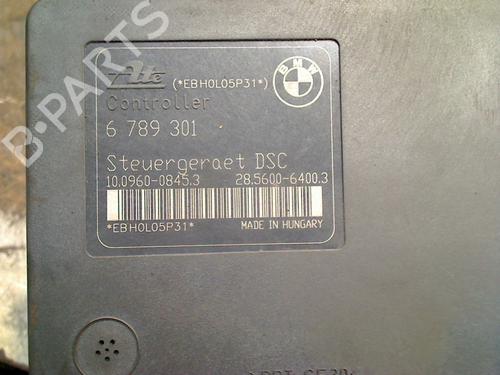 B-PARTS
Ate
(*EBH0L05P31*)
BMW
Controller
6 789 301
Steuergeraet DSC
10.0960-0845.3
28.5600-6400.3
*EBH0L05P31*
MADE IN HUNGARY